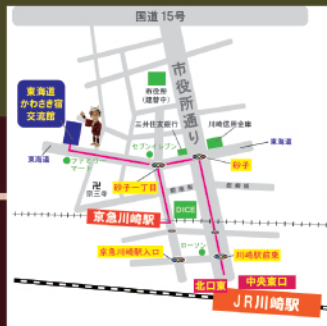 国道15号
東海道
かわさき宿
交流館
市役所
(建替中)
市役所通り
三井住友銀行
川崎信用金庫
セブンイレブン
東海道
ファミリー
マート
東海道
砂子
砂子一丁目
卍
宗三寺
京急川崎駅
DICE
京急川崎駅入口
ローソン
川崎駅前東
北口東
中央東口
JR川崎駅